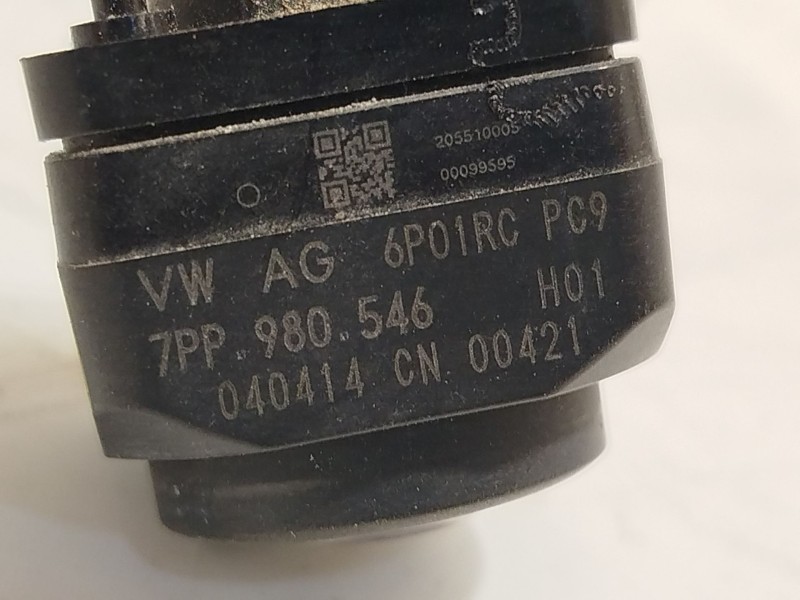 205510005
00099595
VW AG 6P01RC PC9
7PP.980.546 H01
040414 CN 00421